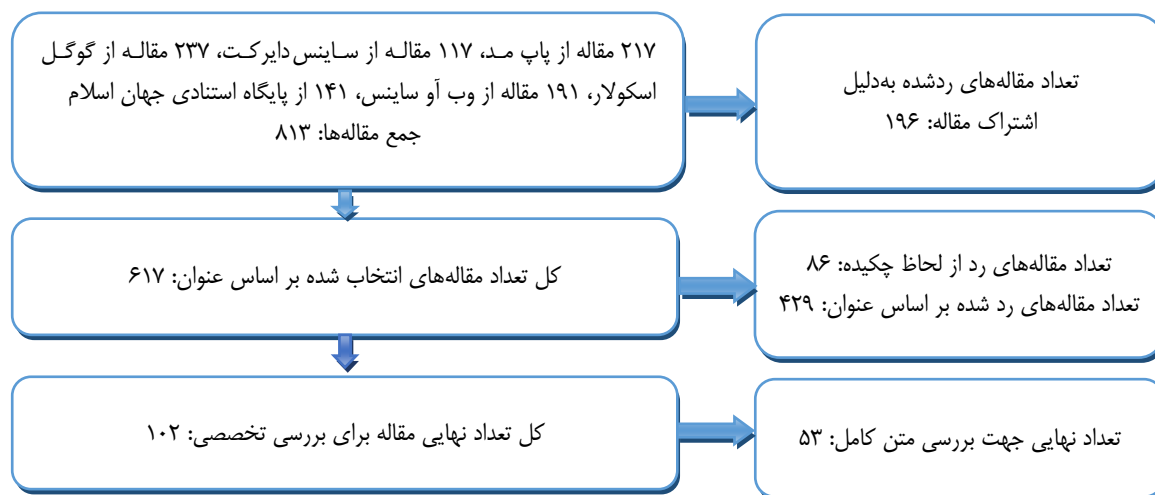 ۲۱۷ مقاله از پاپ مد، ۱۱۷ مقاله از ساینس دایرکت، ۲۳۷ مقاله از گوگل
اسکولار، ۱۹۱ مقاله از وب آو ساینس، ۱۴۱ از پایگاه استنادی جهان اسلام
جمع مقاله‌ها: ۸۱۳
تعداد مقاله‌های ردشده به‌دلیل
اشتراک مقاله: ۱۹۶
کل تعداد مقاله‌های انتخاب شده بر اساس عنوان: ۶۱۷
تعداد مقاله‌های رد از لحاظ چکیده: ۸۶
تعداد مقاله‌های رد شده بر اساس عنوان: ۴۲۹
کل تعداد نهایی مقاله برای بررسی تخصصی: ۱۰۲
تعداد نهایی جهت بررسی متن کامل: ۵۳